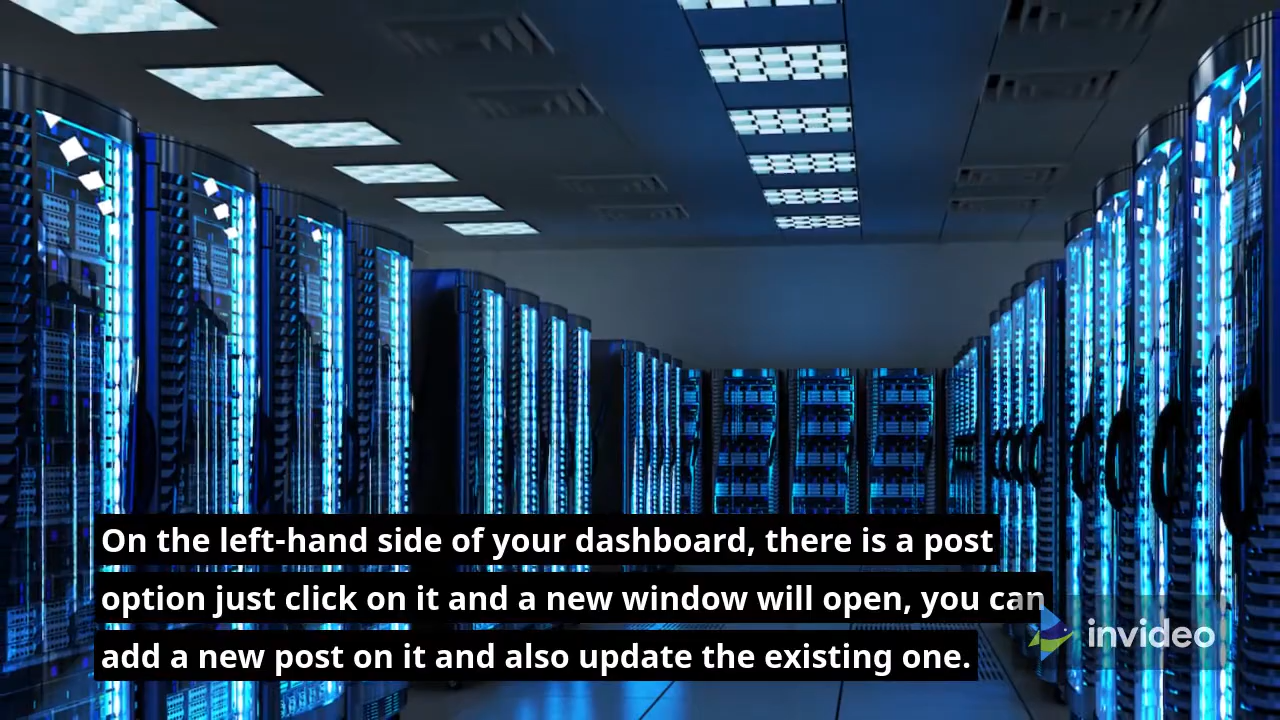 On the left-hand side of your dashboard, there is a post
option just click on it and a new window will open, you can
add a new post on it and also update the existing one.
invideo